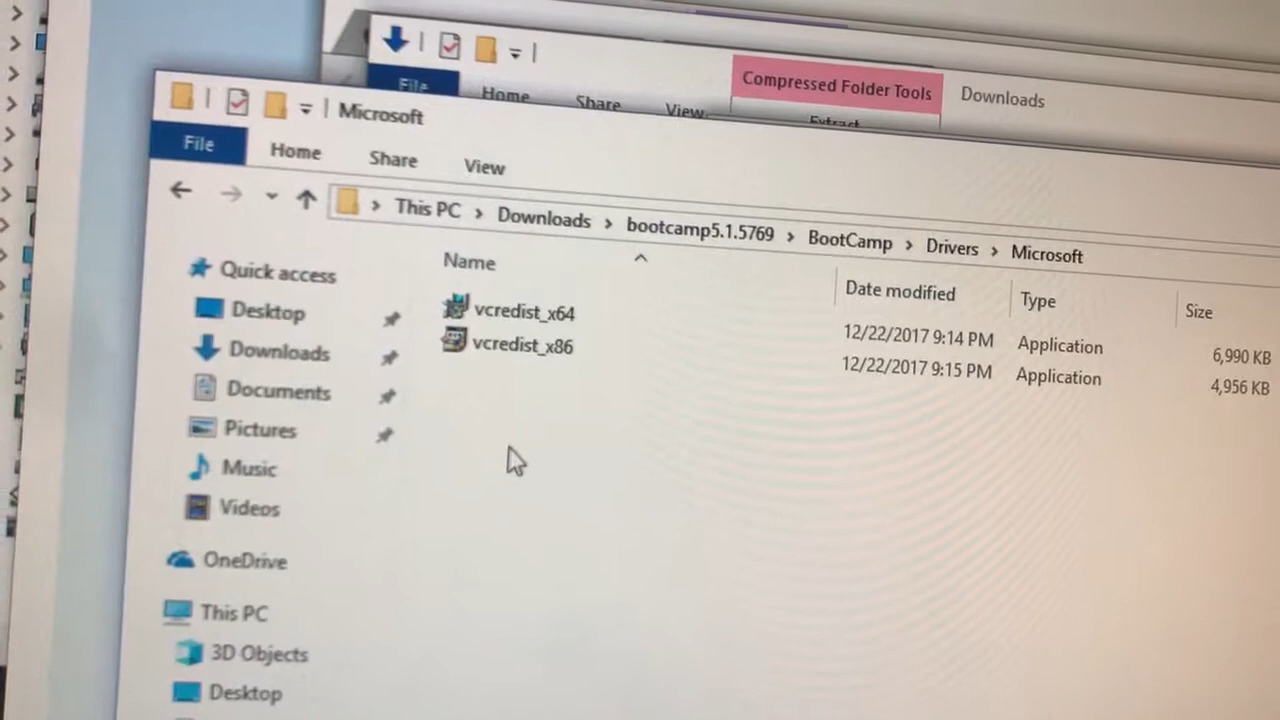 Compressed Folder Tools
Downloads
File
Home
Share
View
Extract
Microsoft
File
Home
Share
View
This PC > Downloads > bootcamp5.1.5769 > BootCamp > Drivers > Microsoft
Name
Date modified
Type
Size
vcredist_x64
12/22/2017 9:14 PM
Application
6,990 KB
vcredist_x86
12/22/2017 9:15 PM
Application
4,956 KB
Quick access
Desktop
Downloads
Documents
Pictures
Music
Videos
OneDrive
This PC
3D Objects
Desktop